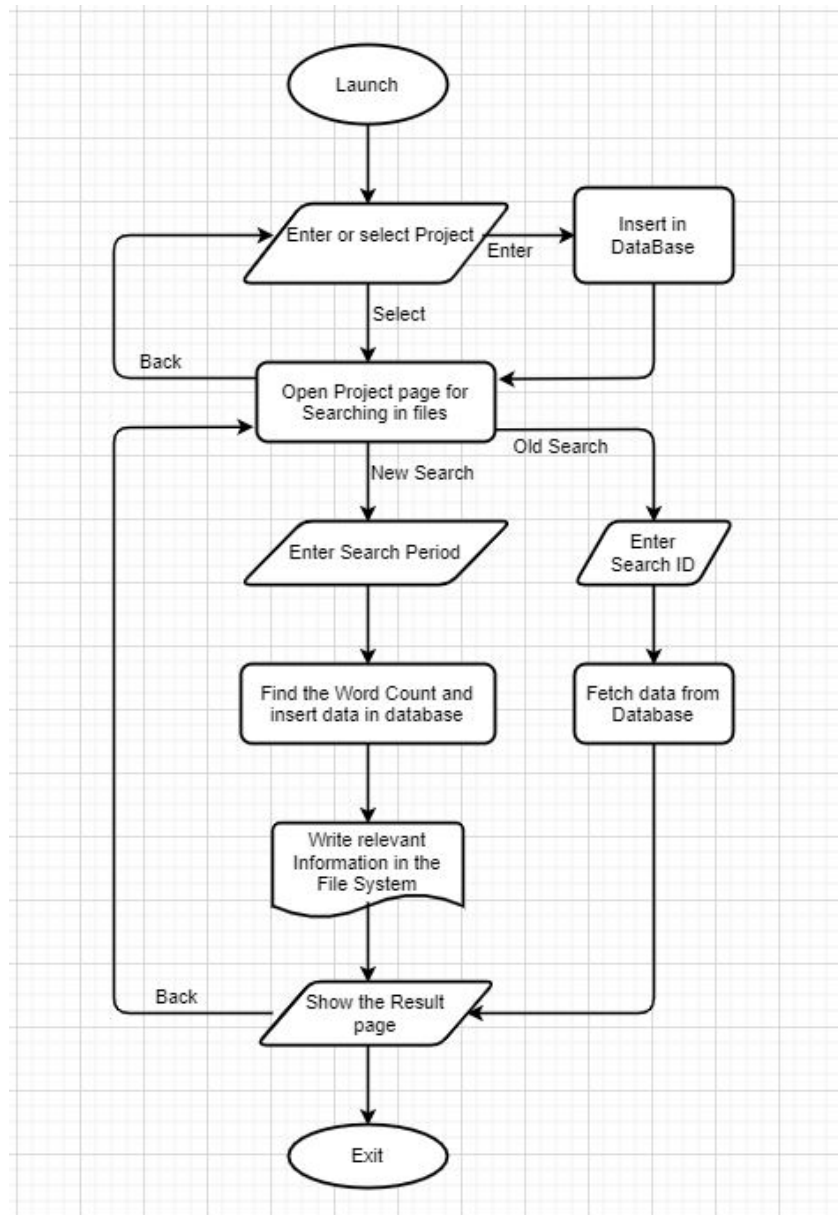 Launch
Enter or select Project
Enter
Insert in
DataBase
Select
Back
Open Project page for
Searching in files
Old Search
New Search
Enter Search Period
Enter
Search ID
Find the Word Count and
insert data in database
Fetch data from
Database
Write relevant
Information in the
File System
Back
Show the Result
page
Exit